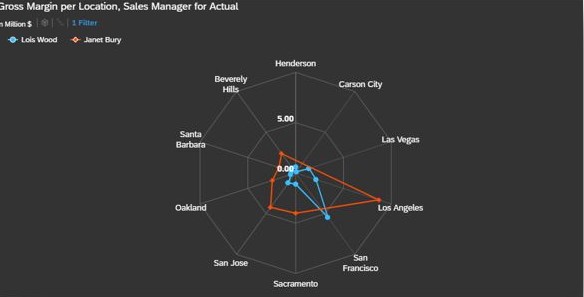 Gross Margin per Location, Sales Manager for Actual
n Million $ 1 Filter
Lois Wood Janet Bury
Henderson
Carson City
Beverly
Hills
5.00
Las Vegas
Santa
Barbara
0.00
Los Angeles
Oakland
San Jose
San
Francisco
Sacramento